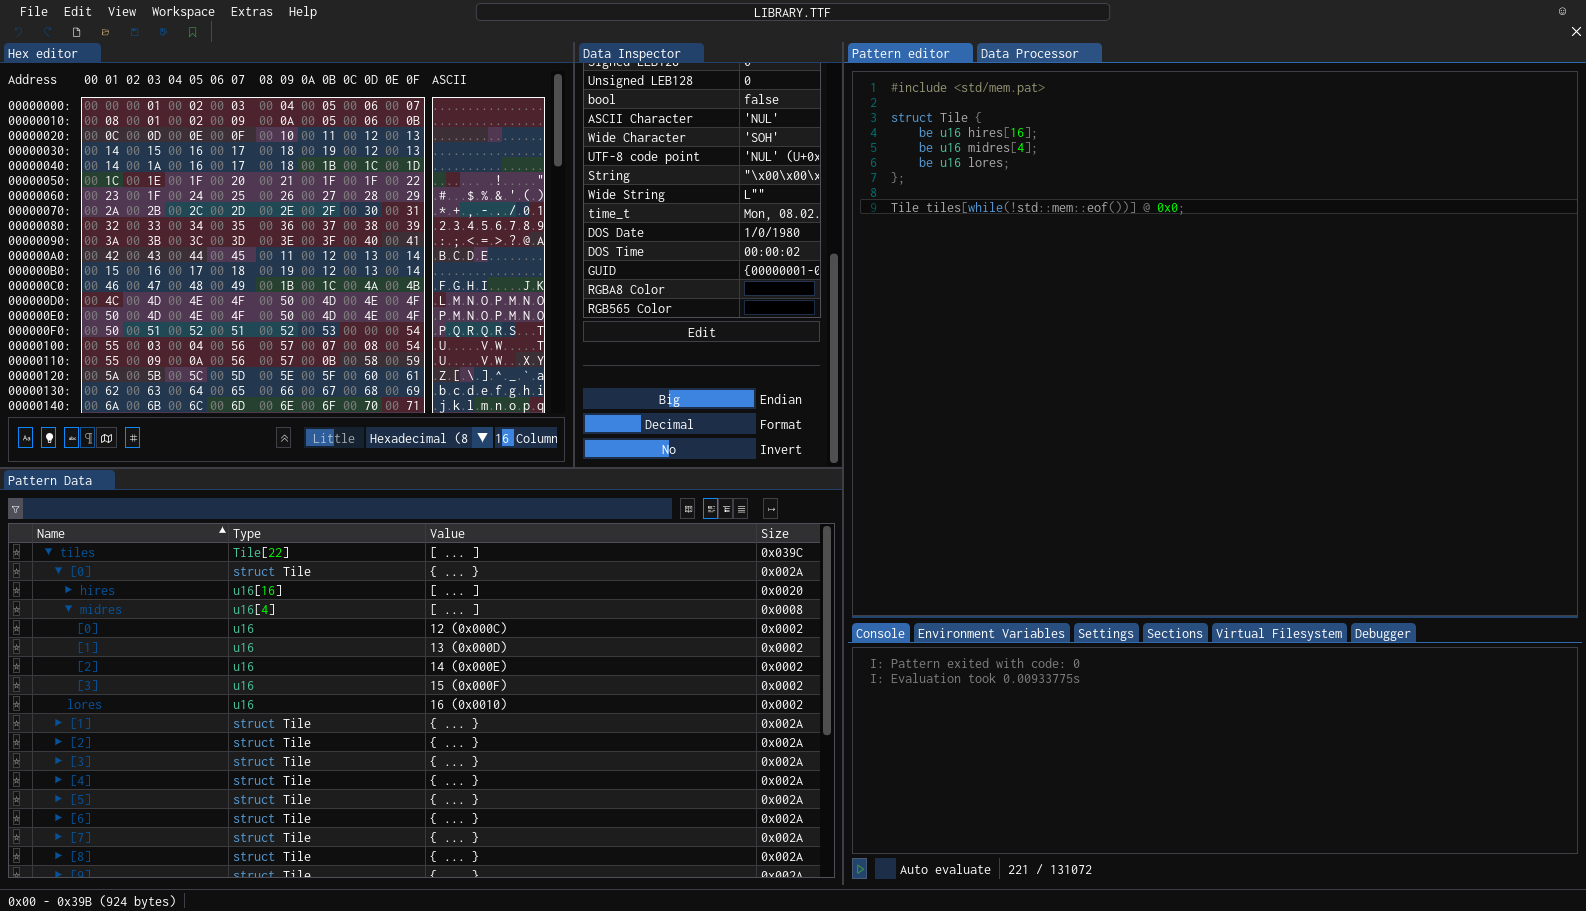 File Edit View Workspace Extras Help
LIBRARY.TTF
Hex editor
Address 00 01 02 03 04 05 06 07 08 09 0A 0B 0C 0D 0E 0F ASCII
00000000: 00 00 00 01 00 02 00 03 00 04 00 05 00 06 00 07 ................
00000010: 00 08 00 01 00 02 00 09 00 0A 00 05 00 06 00 0B ................
00000020: 00 0C 00 0D 00 0E 00 0F 00 10 00 11 00 12 00 13 ................
00000030: 00 14 00 15 00 16 00 17 00 18 00 19 00 12 00 13 ................
00000040: 00 14 00 1A 00 16 00 17 00 18 00 1B 00 1C 00 1D ................
00000050: 00 1C 00 1E 00 1F 00 20 00 21 00 1F 00 1F 00 22 ....... .!....."
00000060: 00 23 00 1F 00 24 00 25 00 26 00 27 00 28 00 29 .#...$.%.&.'.(.)
00000070: 00 2A 00 2B 00 2C 00 2D 00 2E 00 2F 00 30 00 31 .*.+.,.-.../.0.1
00000080: 00 32 00 33 00 34 00 35 00 36 00 37 00 38 00 39 .2.3.4.5.6.7.8.9
00000090: 00 3A 00 3B 00 3C 00 3D 00 3E 00 3F 00 40 00 41 .:.;.<.=.>.?.@.A
000000A0: 00 42 00 43 00 44 00 45 00 11 00 12 00 13 00 14 .B.C.D.E........
000000B0: 00 15 00 16 00 17 00 18 00 19 00 12 00 13 00 14 ................
000000C0: 00 46 00 47 00 48 00 49 00 1B 00 1C 00 4A 00 4B .F.G.H.I.....J.K
000000D0: 00 4C 00 4D 00 4E 00 4F 00 50 00 4D 00 4E 00 4F .L.M.N.O.P.M.N.O
000000E0: 00 50 00 4D 00 4E 00 4F 00 50 00 4D 00 4E 00 4F .P.M.N.O.P.M.N.O
000000F0: 00 50 00 51 00 52 00 51 00 52 00 53 00 00 00 54 .P.Q.R.Q.R.S...T
00000100: 00 55 00 03 00 04 00 56 00 57 00 07 00 08 00 54 .U.....V.W.....T
00000110: 00 55 00 09 00 0A 00 56 00 57 00 0B 00 58 00 59 .U.....V.W...X.Y
00000120: 00 5A 00 5B 00 5C 00 5D 00 5E 00 5F 00 60 00 61 .Z.[.\.].^._.`.a
00000130: 00 62 00 63 00 64 00 65 00 66 00 67 00 68 00 69 .b.c.d.e.f.g.h.i
00000140: 00 6A 00 6B 00 6C 00 6D 00 6E 00 6F 00 70 00 71 .j.k.l.m.n.o.p.q
Little Hexadecimal (8 16 Column
Data Inspector
Signed LEB128 0
Unsigned LEB128 0
bool false
ASCII Character 'NUL'
Wide Character 'SOH'
UTF-8 code point 'NUL' (U+0x
String "\x00\x00\x
Wide String L""
time_t Mon, 08.02.
DOS Date 1/0/1980
DOS Time 00:00:02
GUID {00000001-0
RGBA8 Color
RGB565 Color
Edit
Big Endian
Decimal Format
No Invert
Pattern editor Data Processor
1 #include <std/mem.pat>
2
3 struct Tile {
4 be u16 hires[16];
5 be u16 midres[4];
6 be u16 lores;
7 };
8
9 Tile tiles[while(!std::mem::eof())] @ 0x0;
Console Environment Variables Settings Sections Virtual Filesystem Debugger
I: Pattern exited with code: 0
I: Evaluation took 0.00933775s
Auto evaluate 221 / 131072
Pattern Data
Name Type Value Size
tiles Tile[22] [ ... ] 0x039C
[0] struct Tile { ... } 0x002A
hires u16[16] [ ... ] 0x0020
midres u16[4] [ ... ] 0x0008
[0] u16 12 (0x000C) 0x0002
[1] u16 13 (0x000D) 0x0002
[2] u16 14 (0x000E) 0x0002
[3] u16 15 (0x000F) 0x0002
lores u16 16 (0x0010) 0x0002
[1] struct Tile { ... } 0x002A
[2] struct Tile { ... } 0x002A
[3] struct Tile { ... } 0x002A
[4] struct Tile { ... } 0x002A
[5] struct Tile { ... } 0x002A
[6] struct Tile { ... } 0x002A
[7] struct Tile { ... } 0x002A
[8] struct Tile { ... } 0x002A
[9] struct Tile { ... } 0x002A
0x00 - 0x39B (924 bytes)